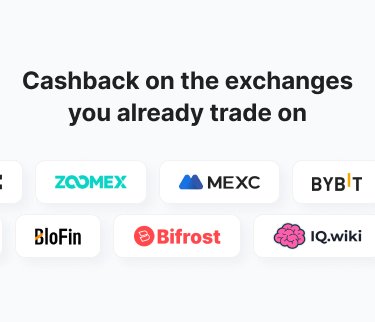 Cashback on the exchanges
you already trade on
ZOOMEX
MEXC
BYBIT
BloFin
Bifrost
IQ.wiki